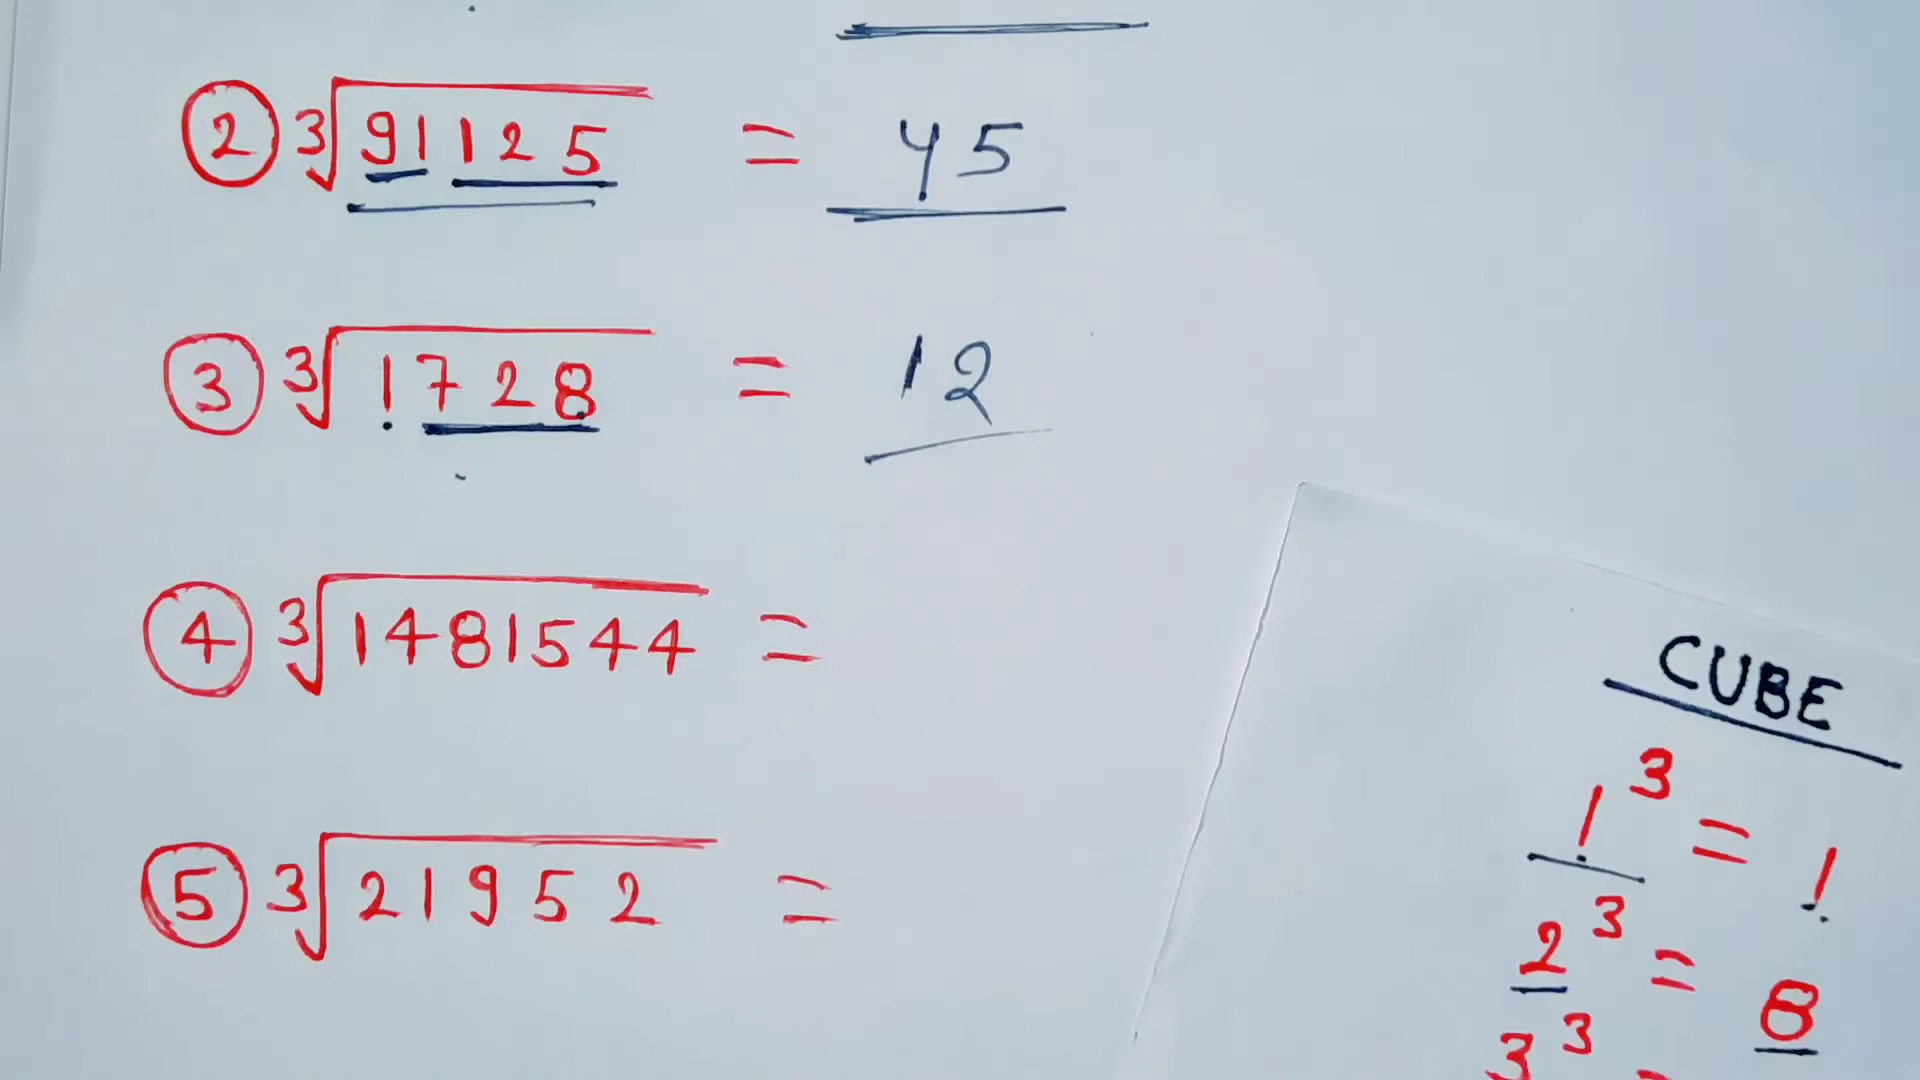 ② ∛91125 = 45
③ ∛1728 = 12
④ ∛1481544 =
⑤ ∛21952 =
CUBE
1³ = 1
2³ = 8
3³ =